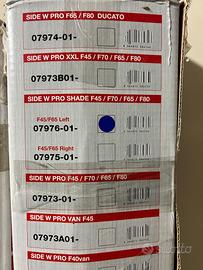 SIDE W PRO F65 / F80 DUCATO
07974-01-
SIDE W PRO XXL F45 / F70 / F65 / F80
07973B01-
SIDE W PRO SHADE F45 / F70 / F65 / F80
F45/F65 Left
07976-01-
F45/F65 Right
07975-01-
SIDE W PRO F45 / F70 / F65 / F80
07973-01-
SIDE W PRO VAN F45
07973A01-
SIDE W PRO F40van
subito